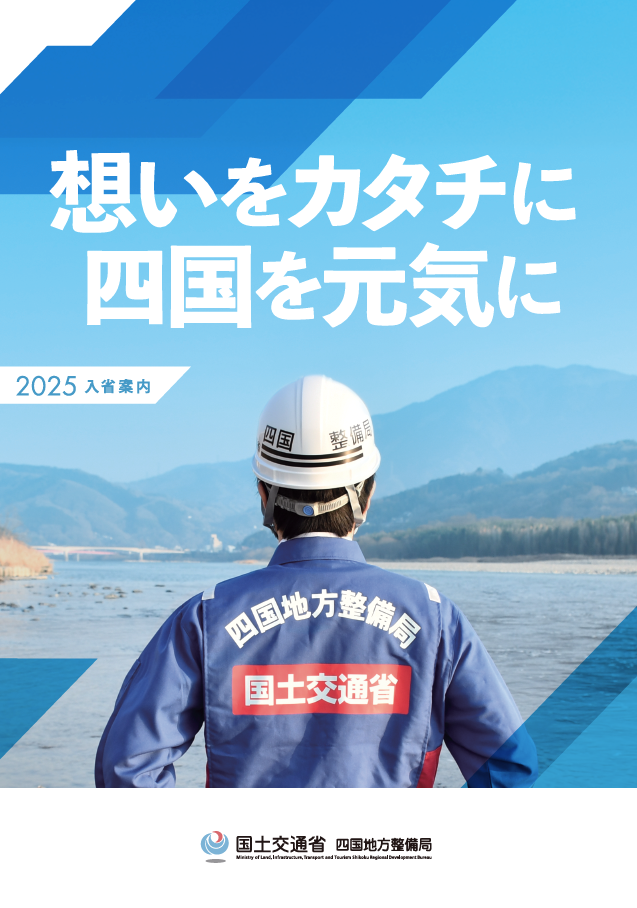 想いをカタチに
四国を元気に
2025 入省案内
四国 整備局
四国地方整備局
国土交通省
国土交通省 四国地方整備局
Ministry of Land, Infrastructure, Transport and Tourism Shikoku Regional Development Bureau